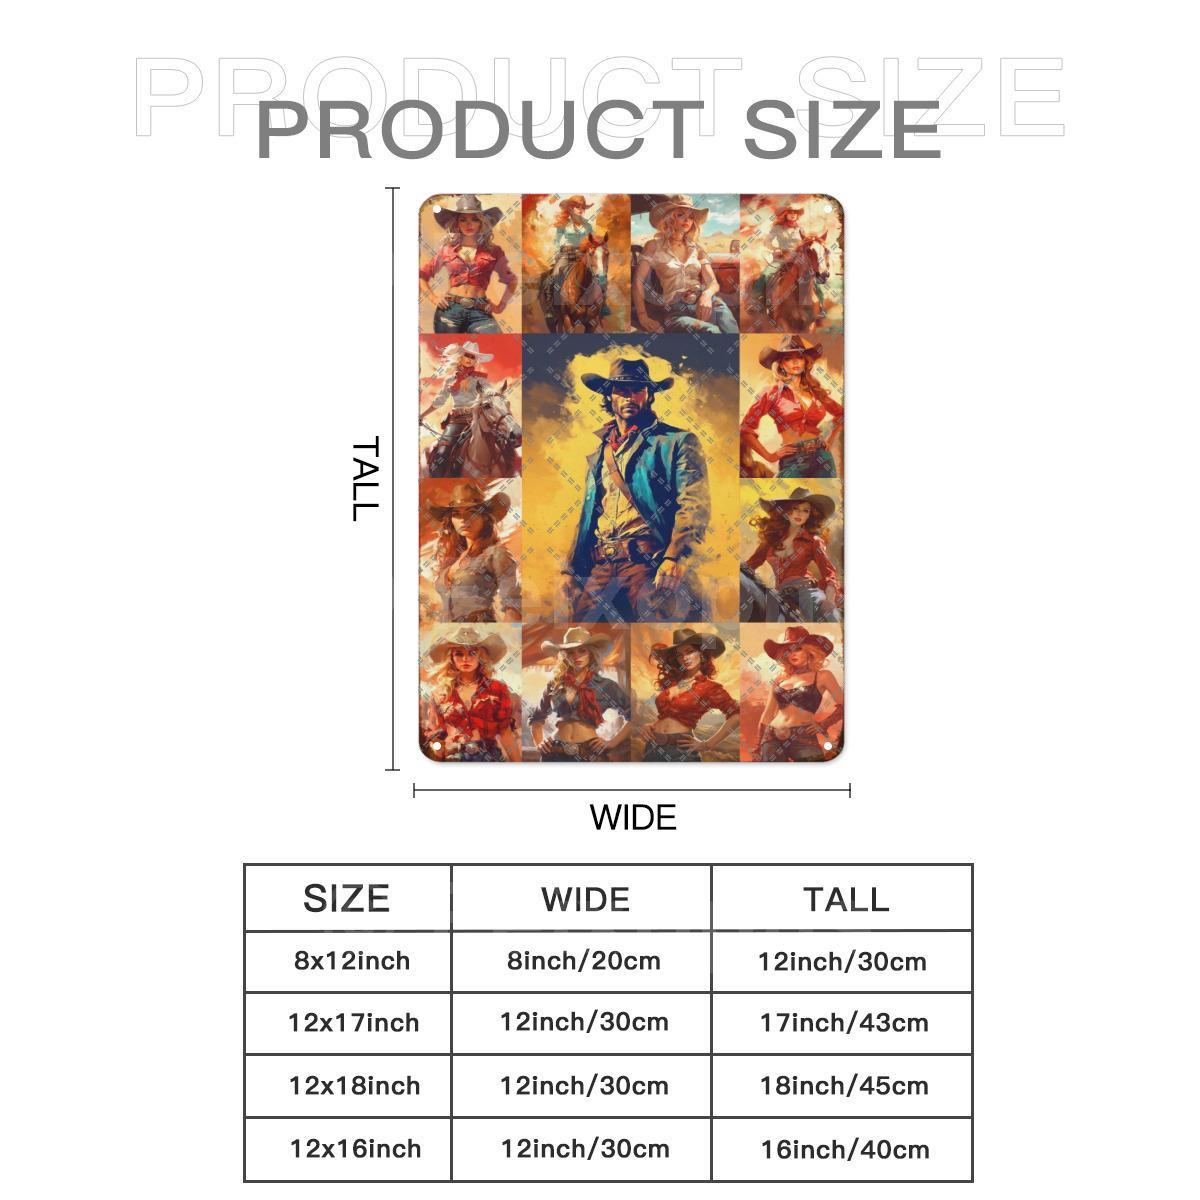 PRODUCT SIZE
PRODUCT SIZE
TALL
WIDE
SIZE WIDE TALL
8x12inch 8inch/20cm 12inch/30cm
12x17inch 12inch/30cm 17inch/43cm
12x18inch 12inch/30cm 18inch/45cm
12x16inch 12inch/30cm 16inch/40cm